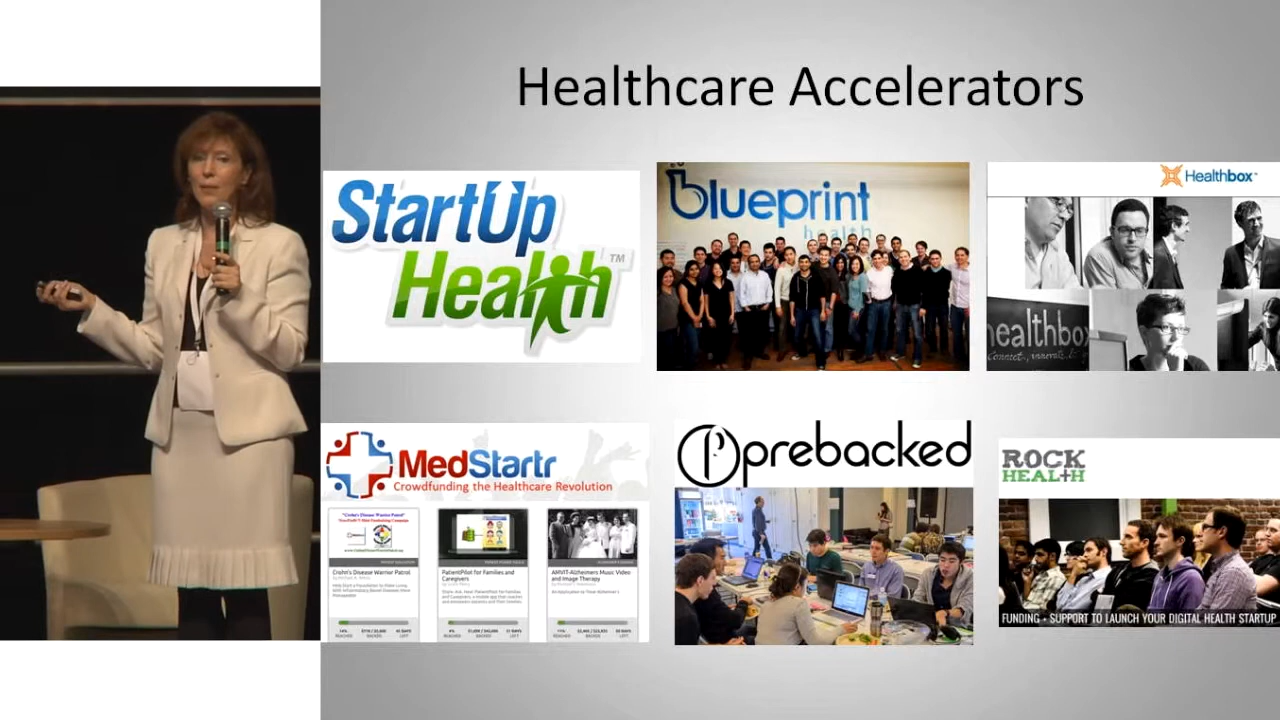 Healthcare Accelerators
StartUp
Health™
blueprint
health
Healthbox™
healthbox
MedStartr
Crowdfunding the Healthcare Revolution
Crohn's Disease Warrior Patrol
PatientPilot for Families and
Caregivers
AMVIT-Alzheimers Music Video
and Image Therapy
prebacked
ROCK
HEALTH
FUNDING + SUPPORT TO LAUNCH YOUR DIGITAL HEALTH STARTUP